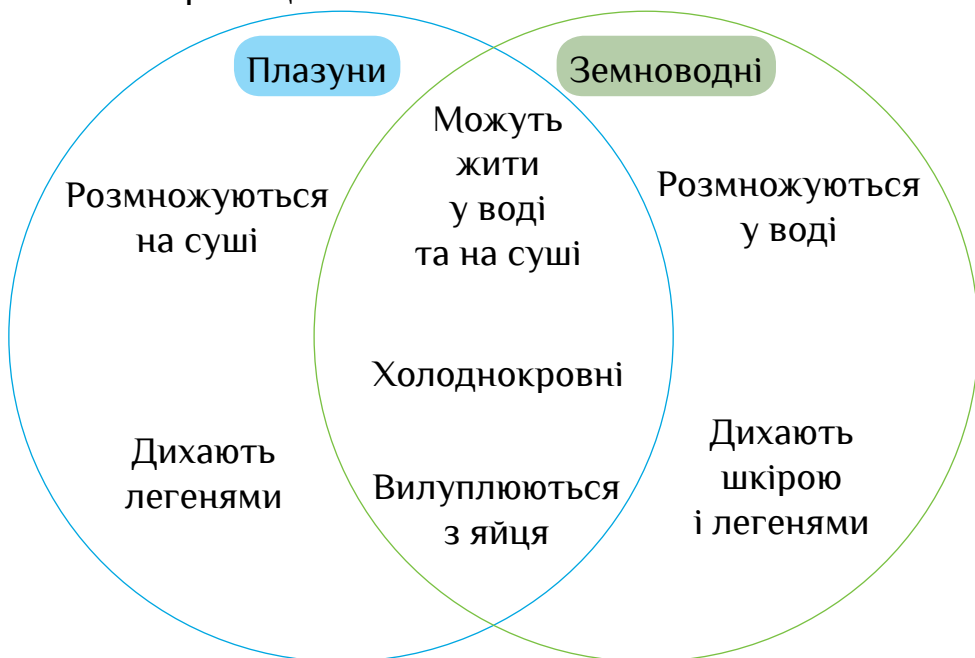 Плазуни
Земноводні
Розмножуються
на суші
Дихають
легенями
Можуть
жити
у воді
та на суші
Холоднокровні
Вилуплюються
з яйця
Розмножуються
у воді
Дихають
шкірою
і легенями